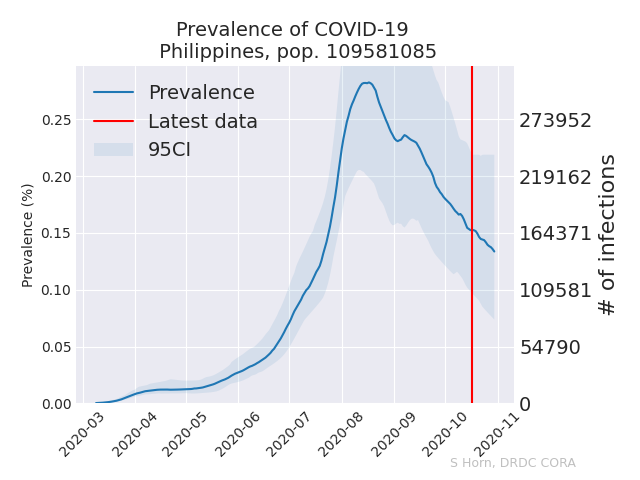 Prevalence of COVID-19
Philippines, pop. 109581085
Prevalence
Latest data
95CI
0.25
0.20
0.15
0.10
0.05
0.00
Prevalence (%)
273952
219162
164371
109581
54790
0
# of infections
2020-03
2020-04
2020-05
2020-06
2020-07
2020-08
2020-09
2020-10
2020-11
S Horn, DRDC CORA